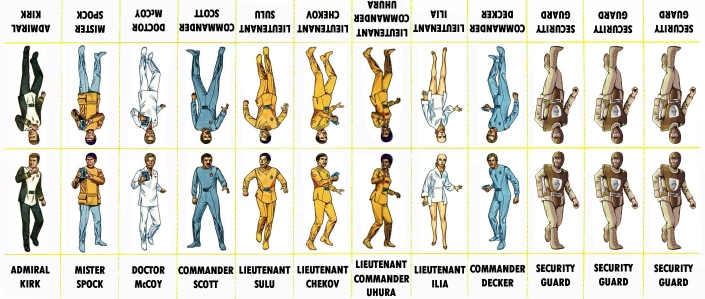 ADMIRAL
KIRK
MISTER
SPOCK
DOCTOR
McCOY
COMMANDER
SCOTT
LIEUTENANT
SULU
LIEUTENANT
CHEKOV
LIEUTENANT
COMMANDER
UHURA
LIEUTENANT
ILIA
COMMANDER
DECKER
SECURITY
GUARD
SECURITY
GUARD
SECURITY
GUARD
ADMIRAL
KIRK
MISTER
SPOCK
DOCTOR
McCOY
COMMANDER
SCOTT
LIEUTENANT
SULU
LIEUTENANT
CHEKOV
LIEUTENANT
COMMANDER
UHURA
LIEUTENANT
ILIA
COMMANDER
DECKER
SECURITY
GUARD
SECURITY
GUARD
SECURITY
GUARD